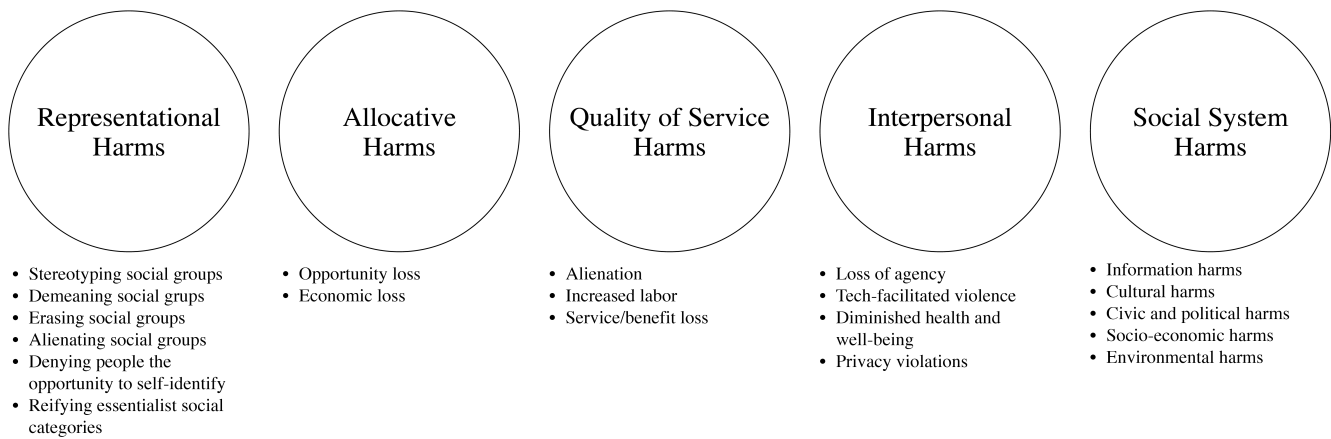 Representational
Harms
• Stereotyping social groups
• Demeaning social grups
• Erasing social groups
• Alienating social groups
• Denying people the
opportunity to self-identify
• Reifying essentialist social
categories
Allocative
Harms
• Opportunity loss
• Economic loss
Quality of Service
Harms
• Alienation
• Increased labor
• Service/benefit loss
Interpersonal
Harms
• Loss of agency
• Tech-facilitated violence
• Diminished health and
well-being
• Privacy violations
Social System
Harms
• Information harms
• Cultural harms
• Civic and political harms
• Socio-economic harms
• Environmental harms